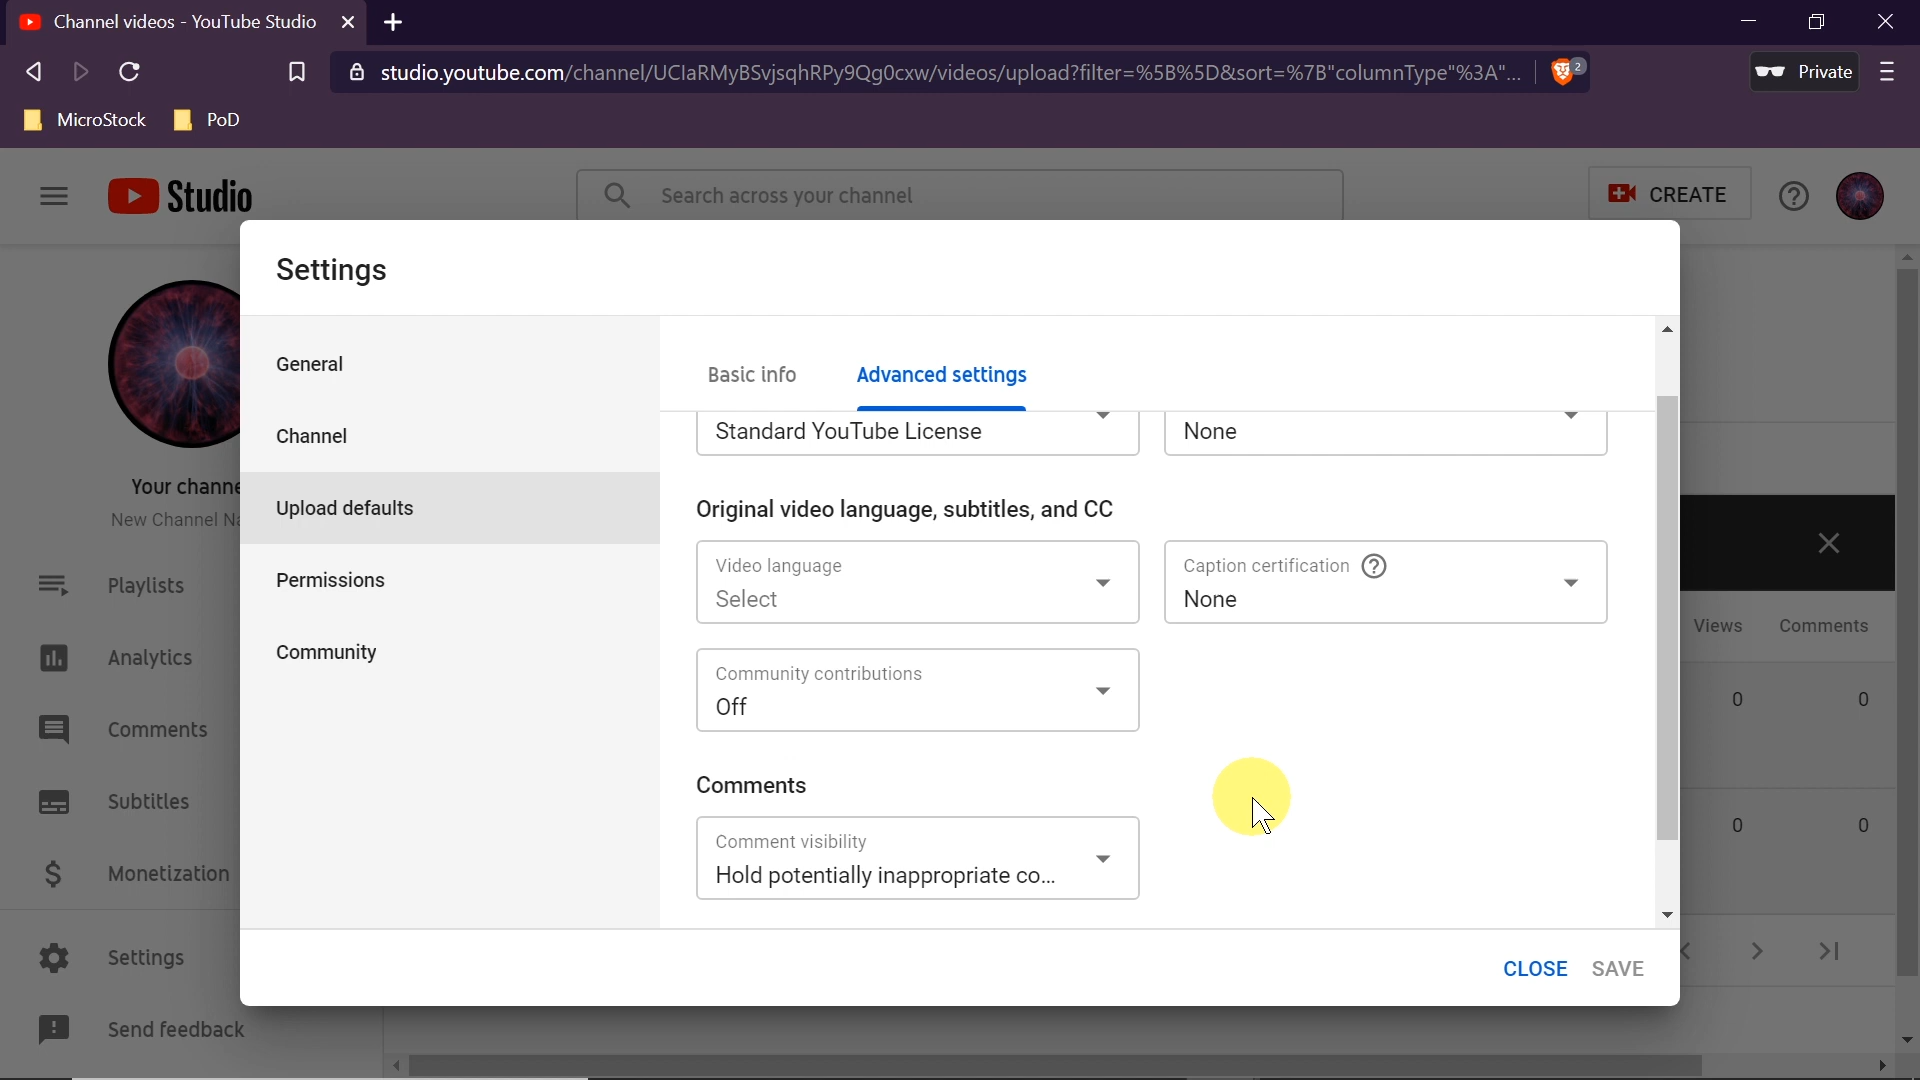 Channel videos - YouTube Studio
studio.youtube.com/channel/UClaRMyBSvjsqhRPy9Qg0cxw/videos/upload?filter=%5B%5D&sort=%7B"columnType"%3A"...
2
Private
MicroStock
PoD
Studio
Search across your channel
CREATE
Settings
General
Channel
Upload defaults
Permissions
Community
Basic info
Advanced settings
Standard YouTube License
None
Original video language, subtitles, and CC
Video language
Select
Caption certification
None
Community contributions
Off
Comments
Comment visibility
Hold potentially inappropriate co...
CLOSE
SAVE
Your channe
New Channel Na
Playlists
Analytics
Comments
Subtitles
Monetization
Settings
Send feedback
Views
Comments
0
0
0
0